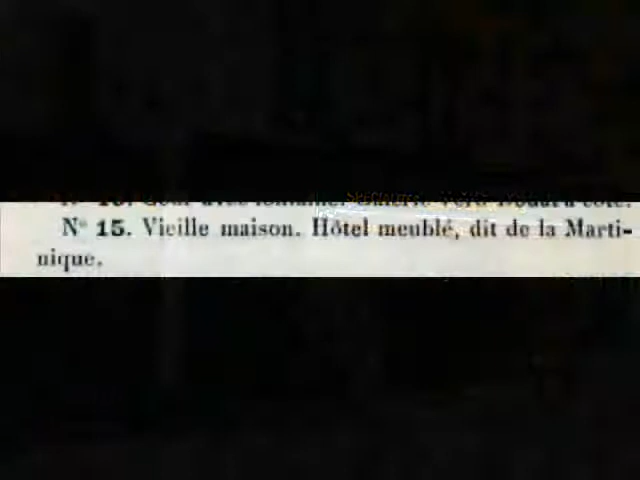 N° 15. Vieille maison. Hôtel meublé, dit de la Marti-
nique.